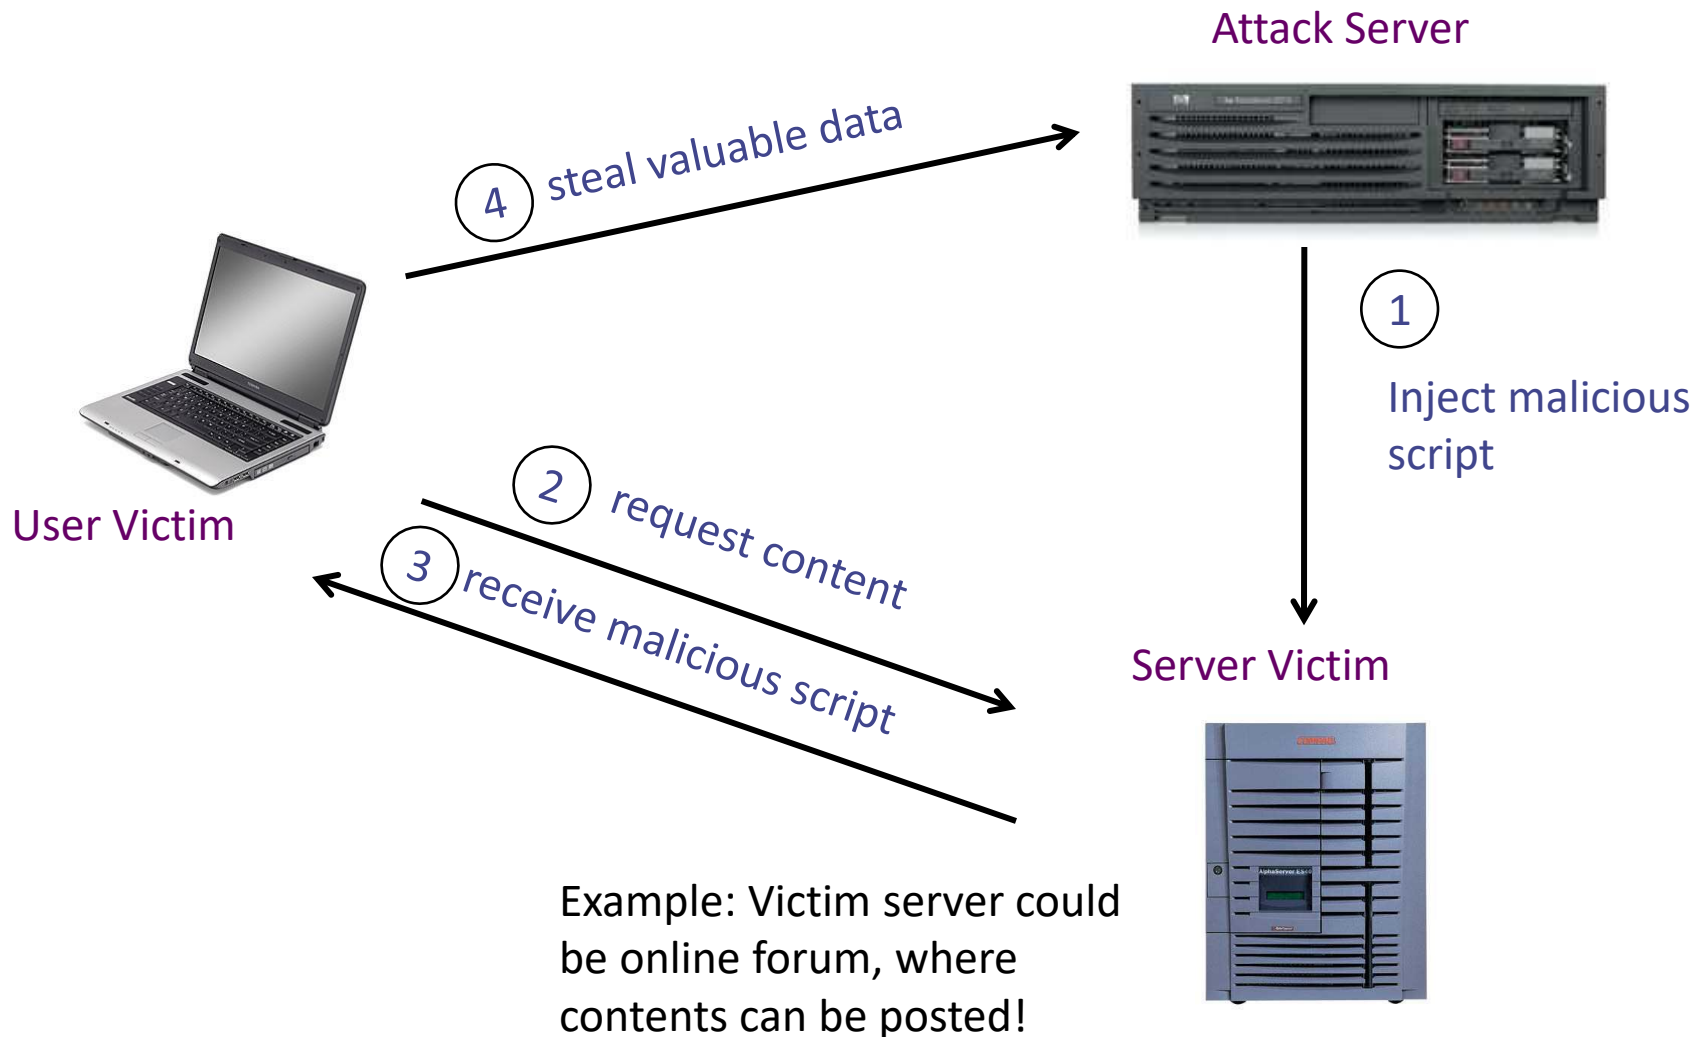 Attack Server
4 steal valuable data
1
Inject malicious
script
User Victim
2 request content
3 receive malicious script
Server Victim
Example: Victim server could
be online forum, where
contents can be posted!